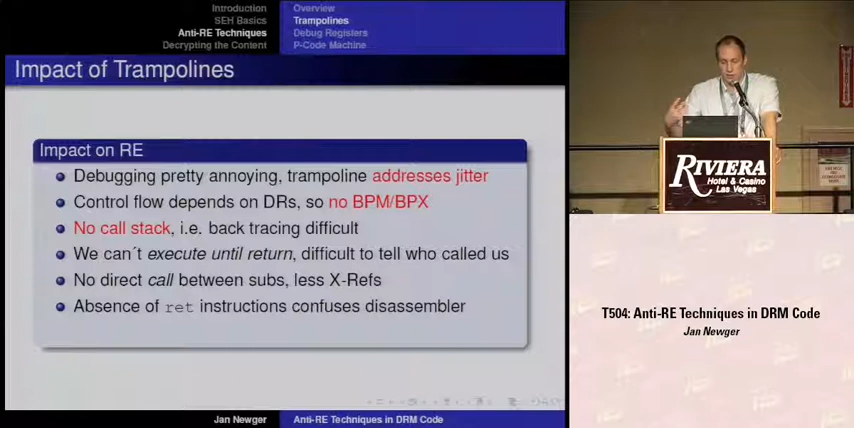 Introduction
SEH Basics
Anti-RE Techniques
Decrypting the Content
Overview
Trampolines
Debug Registers
P-Code Machine
Impact of Trampolines
Impact on RE
Debugging pretty annoying, trampoline addresses jitter
Control flow depends on DRs, so no BPM/BPX
No call stack, i.e. back tracing difficult
We can´t execute until return, difficult to tell who called us
No direct call between subs, less X-Refs
Absence of ret instructions confuses disassembler
Jan Newger
Anti-RE Techniques in DRM Code
RIVIERA
Hotel & Casino
Las Vegas
T504: Anti-RE Techniques in DRM Code
Jan Newger